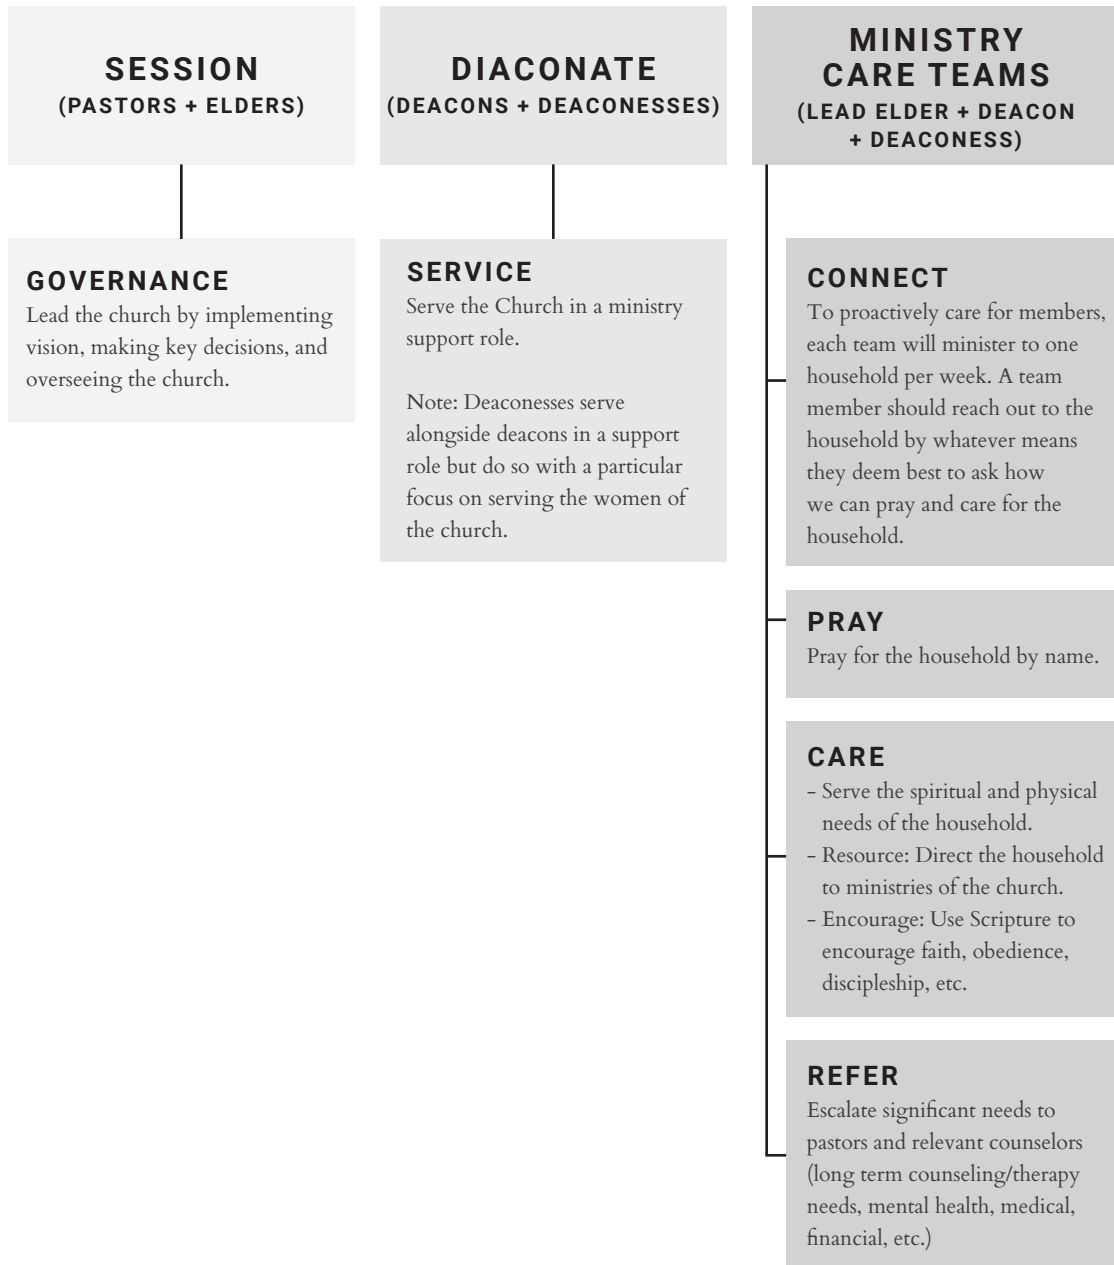 SESSION
(PASTORS + ELDERS)
GOVERNANCE
Lead the church by implementing
vision, making key decisions, and
overseeing the church.
DIACONATE
(DEACONS + DEACONESSES)
SERVICE
Serve the Church in a ministry
support role.
Note: Deaconesses serve
alongside deacons in a support
role but do so with a particular
focus on serving the women of
the church.
MINISTRY
CARE TEAMS
(LEAD ELDER + DEACON
+ DEACONESS)
CONNECT
To proactively care for members,
each team will minister to one
household per week. A team
member should reach out to the
household by whatever means
they deem best to ask how
we can pray and care for the
household.
PRAY
Pray for the household by name.
CARE
- Serve the spiritual and physical
needs of the household.
- Resource: Direct the household
to ministries of the church.
- Encourage: Use Scripture to
encourage faith, obedience,
discipleship, etc.
REFER
Escalate significant needs to
pastors and relevant counselors
(long term counseling/therapy
needs, mental health, medical,
financial, etc.)